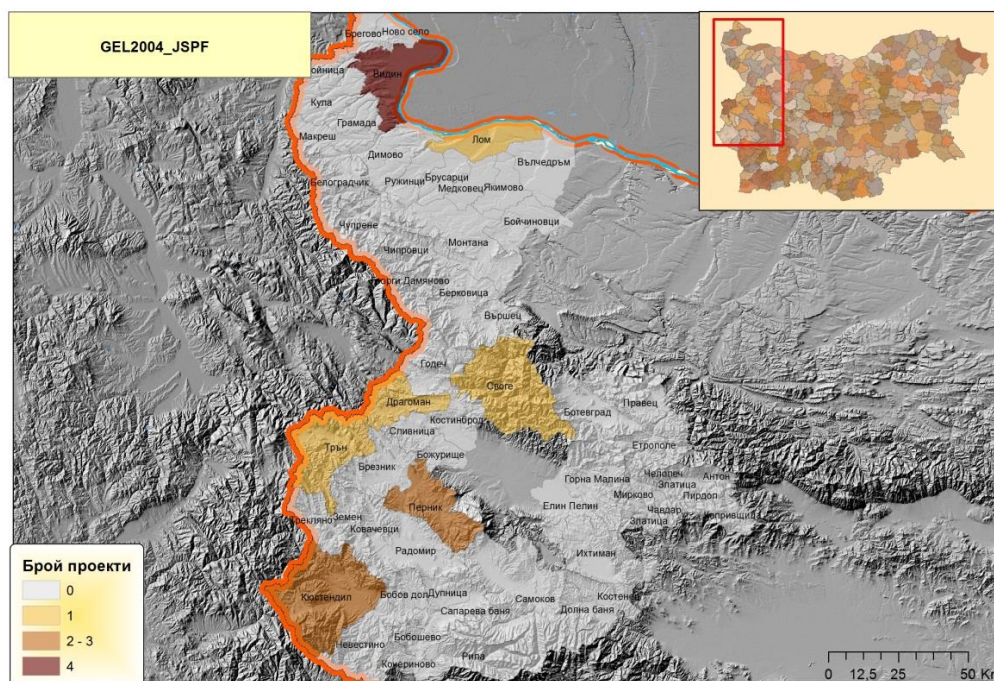 GEL2004_JSPF
Брегово
Ново село
Видин
Кула
Грамада
Макреш
Лом
Димово
Вълчедръм
Белоградчик
Ружинци
Брусарци
Медковец
Якимово
Чупрене
Бойчиновци
Чипровци
Монтана
Георги Дамяново
Берковица
Вършец
Годеч
Своге
Драгоман
Костинброд
Ботевград
Правец
Сливница
Трън
Етрополе
Божурище
Брезник
Горна Малина
Челопеч
Златица
Антон
Мирково
Пирдоп
Перник
Елин Пелин
Чавдар
Златица
Копривщица
Трекляно
Земен
Ковачевци
Радомир
Ихтиман
Кюстендил
Бобов дол
Дупница
Самоков
Костенец
Сапарева баня
Долна баня
Невестино
Бобошево
Рила
Кочериново
Брой проекти
0
1
2 - 3
4
0 12,5 25 50 Km